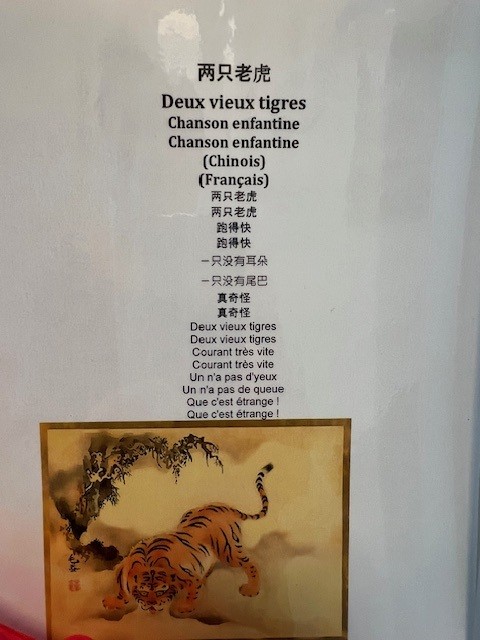 两只老虎
Deux vieux tigres
Chanson enfantine
Chanson enfantine
(Chinois)
(Français)
两只老虎
两只老虎
跑得快
跑得快
一只没有耳朵
一只没有尾巴
真奇怪
真奇怪
Deux vieux tigres
Deux vieux tigres
Courant très vite
Courant très vite
Un n'a pas d'yeux
Un n'a pas de queue
Que c'est étrange !
Que c'est étrange !